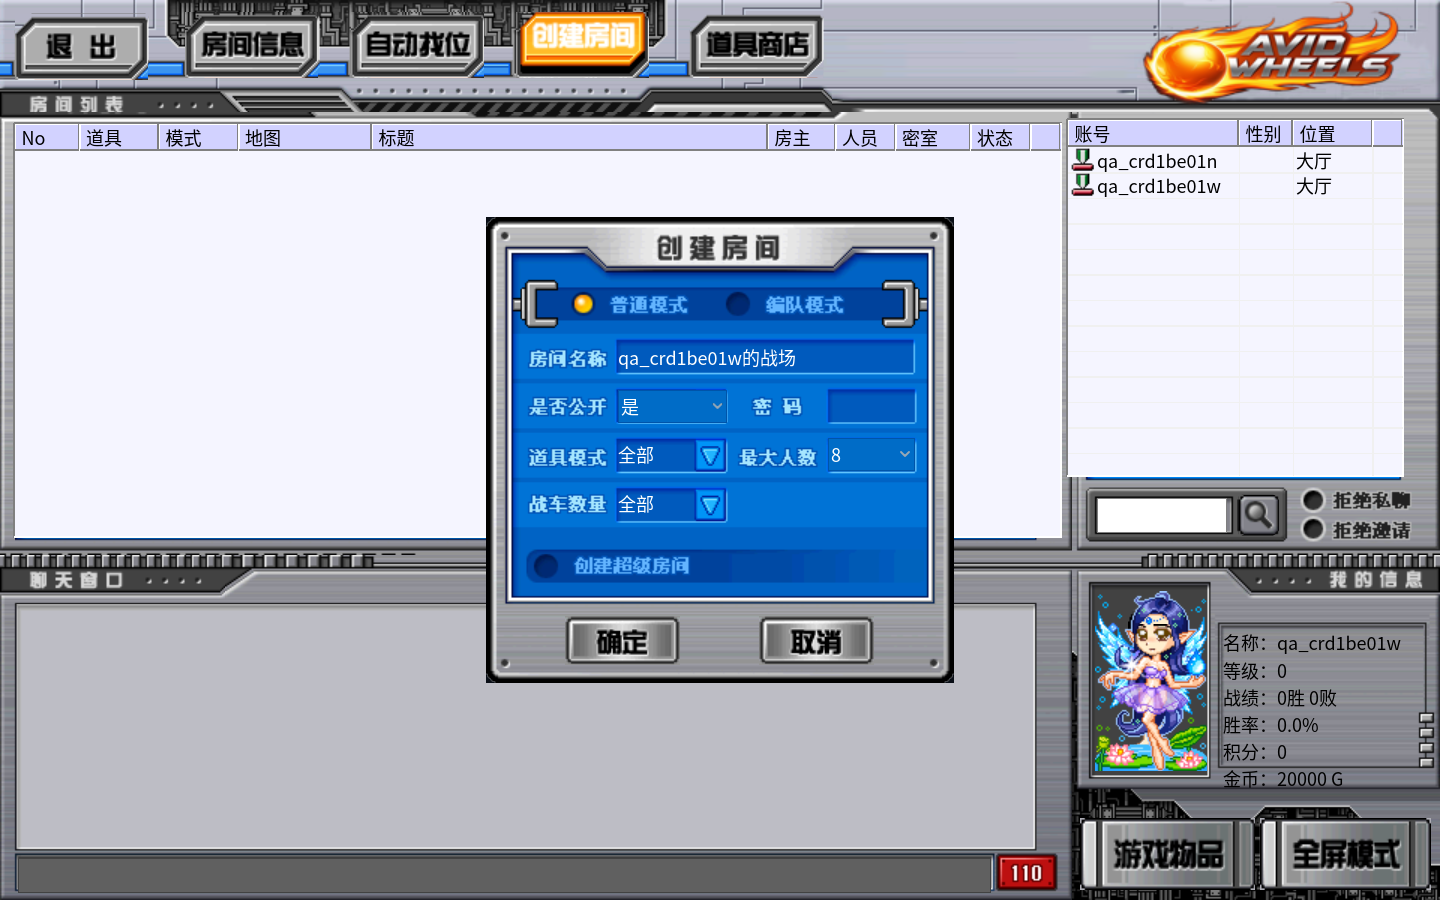 退 出
房间信息
自动找位
创建房间
道具商店
AVID WHEELS
房间列表
No 道具 模式 地图 标题 房主 人员 密室 状态
账号 性别 位置
qa_crd1be01n 大厅
qa_crd1be01w 大厅
创建房间
普通模式 编队模式
房间名称 qa_crd1be01w的战场
是否公开 是 密 码
道具模式 全部 最大人数 8
战车数量 全部
创建超级房间
确定 取消
拒绝私聊
拒绝邀请
聊天窗口
我的信息
名称：qa_crd1be01w
等级：0
战绩：0胜 0败
胜率：0.0%
积分：0
金币：20000 G
110
游戏物品 全屏模式